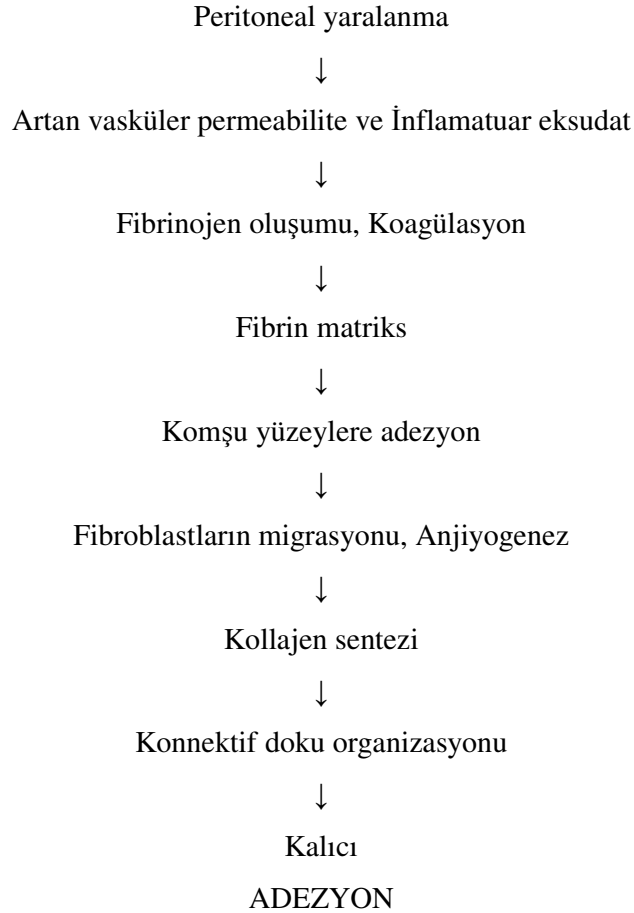 Peritoneal yaralanma
↓
Artan vasküler permeabilite ve İnflamatuar eksudat
↓
Fibrinojen oluşumu, Koagülasyon
↓
Fibrin matriks
↓
Komşu yüzeylere adezyon
↓
Fibroblastların migrasyonu, Anjiyogenez
↓
Kollajen sentezi
↓
Konnektif doku organizasyonu
↓
Kalıcı
ADEZYON